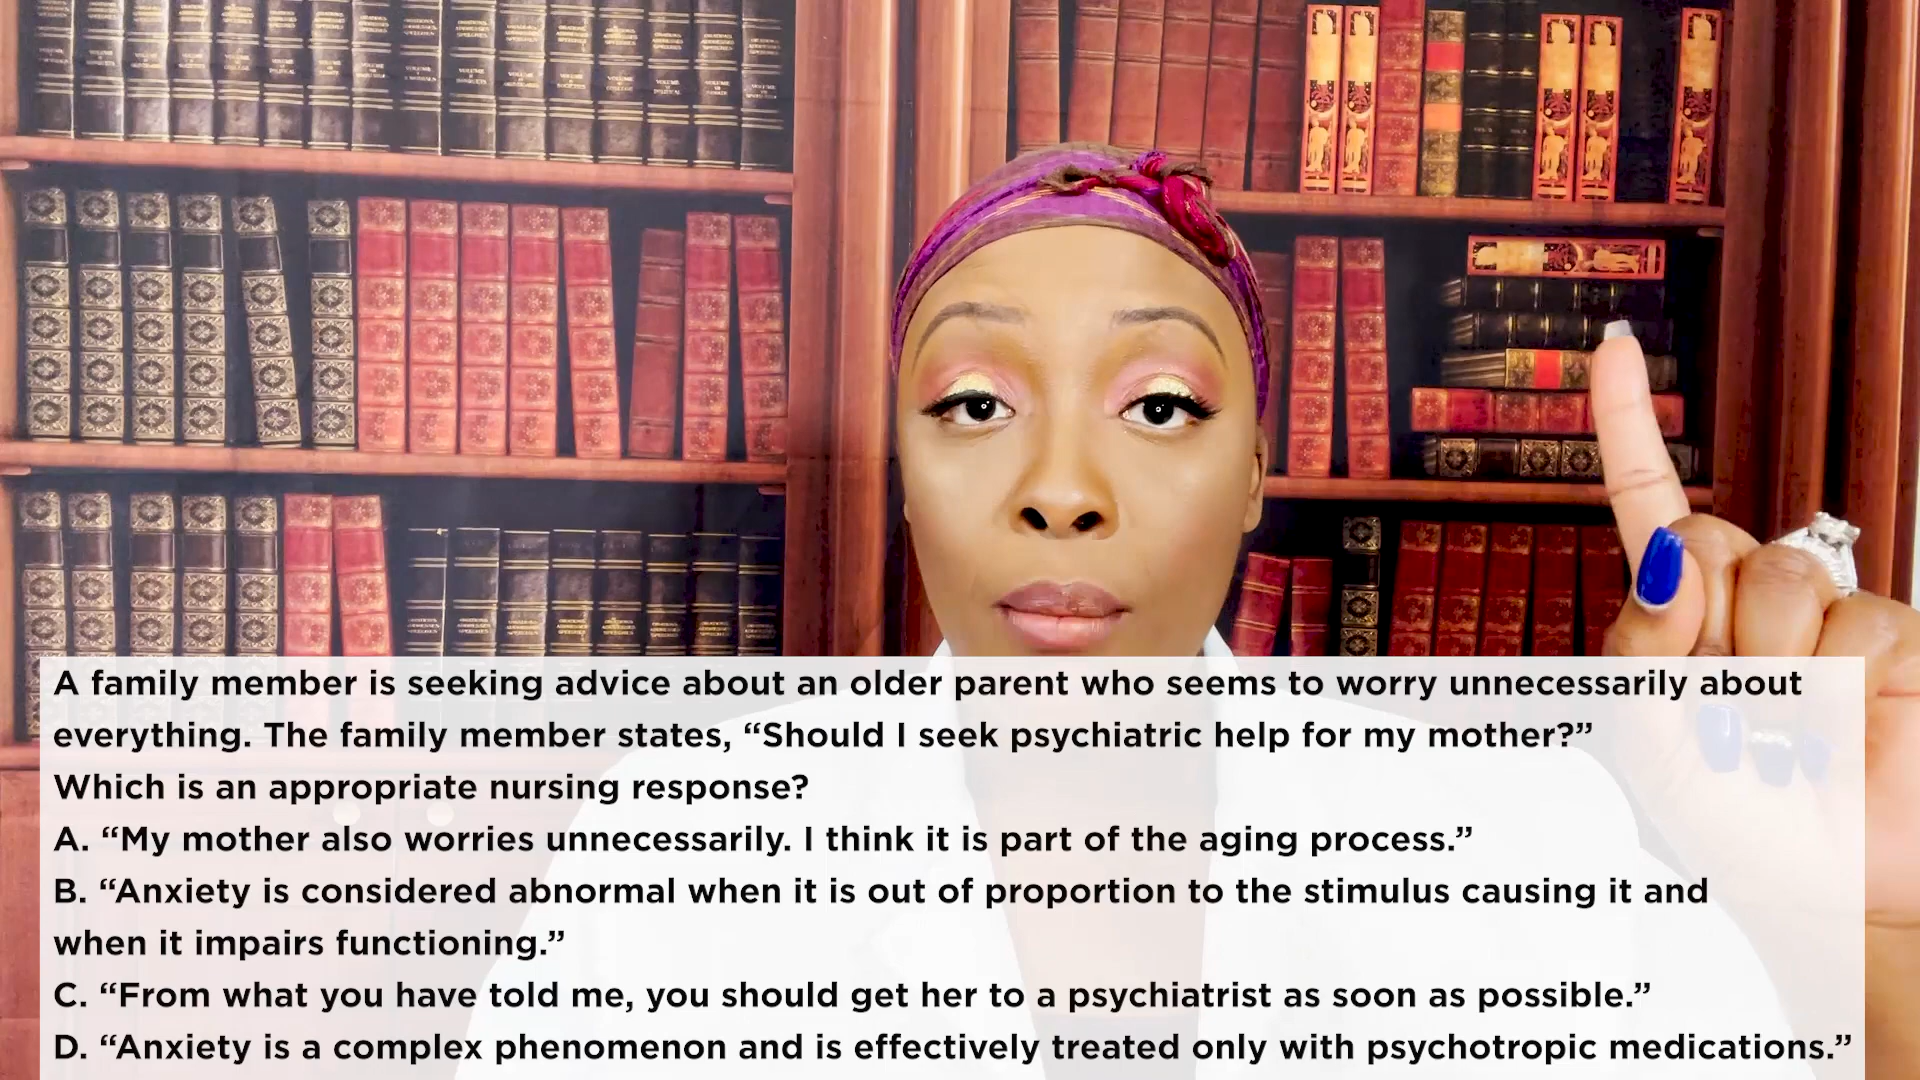 A family member is seeking advice about an older parent who seems to worry unnecessarily about
everything. The family member states, “Should I seek psychiatric help for my mother?”
Which is an appropriate nursing response?
A. “My mother also worries unnecessarily. I think it is part of the aging process.”
B. “Anxiety is considered abnormal when it is out of proportion to the stimulus causing it and
when it impairs functioning.”
C. “From what you have told me, you should get her to a psychiatrist as soon as possible.”
D. “Anxiety is a complex phenomenon and is effectively treated only with psychotropic medications.”